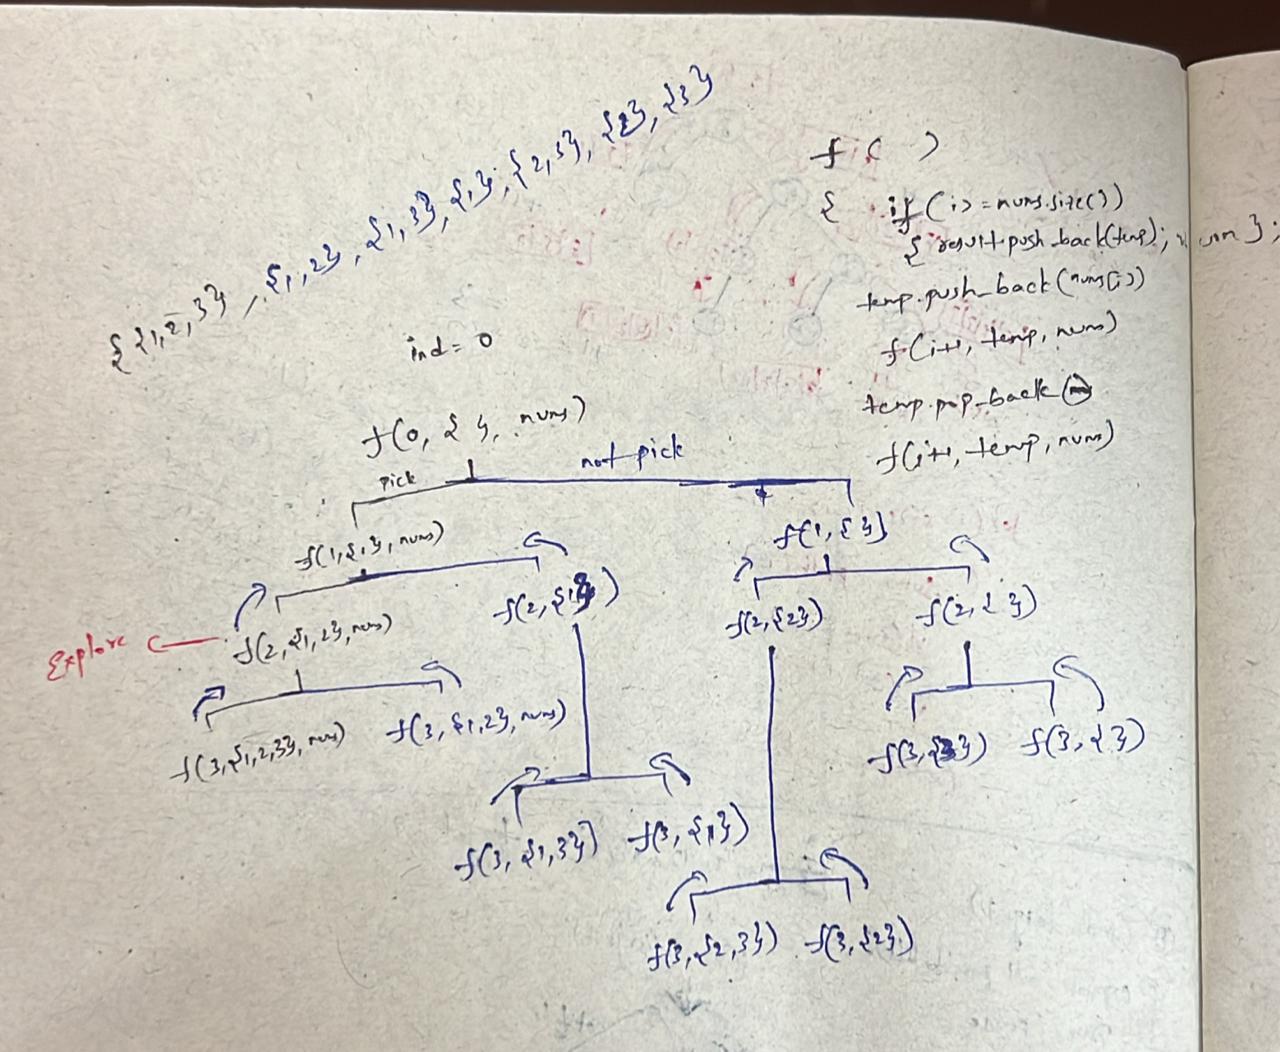 { {1,2,3}, {1,2}, {1,3}, {1}, {2,3}, {2}, {3}
f ( )
{ if (i>=nums.size())
{ result.push_back(temp);
temp.push_back(nums[i])
f(i+1, temp, nums)
temp.pop_back
f(i+1, temp, nums)
ind = 0
f(0, { }, nums)
pick
not pick
f(1,{1}, nums)
f(1,{ })
Explore
f(2,{1,2}, nums)
f(2,{1})
f(2,{2})
f(2,{ })
f(3,{1,2,3}, nums)
f(3,{1,2}, nums)
f(3,{3})
f(3,{ })
f(3,{1,3})
f(3,{1})
f(3,{2,3})
f(3,{2})